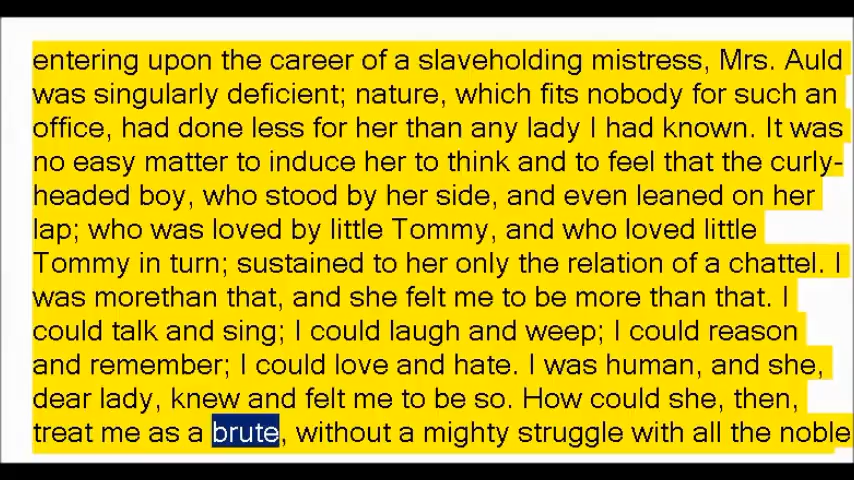 entering upon the career of a slaveholding mistress, Mrs. Auld
was singularly deficient; nature, which fits nobody for such an
office, had done less for her than any lady I had known. It was
no easy matter to induce her to think and to feel that the curly-
headed boy, who stood by her side, and even leaned on her
lap; who was loved by little Tommy, and who loved little
Tommy in turn; sustained to her only the relation of a chattel. I
was morethan that, and she felt me to be more than that. I
could talk and sing; I could laugh and weep; I could reason
and remember; I could love and hate. I was human, and she,
dear lady, knew and felt me to be so. How could she, then,
treat me as a brute, without a mighty struggle with all the noble